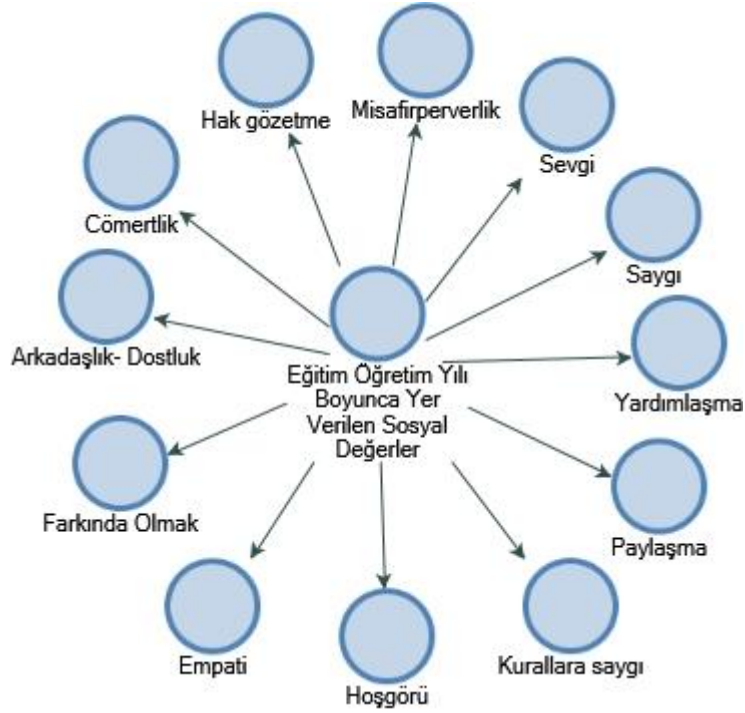 Misafirperverlik
Hak gözetme
Sevgi
Cömertlik
Saygı
Arkadaşlık- Dostluk
Eğitim Öğretim Yılı
Boyunca Yer
Verilen Sosyal
Değerler
Yardımlaşma
Farkında Olmak
Paylaşma
Empati
Kurallara saygı
Hoşgörü